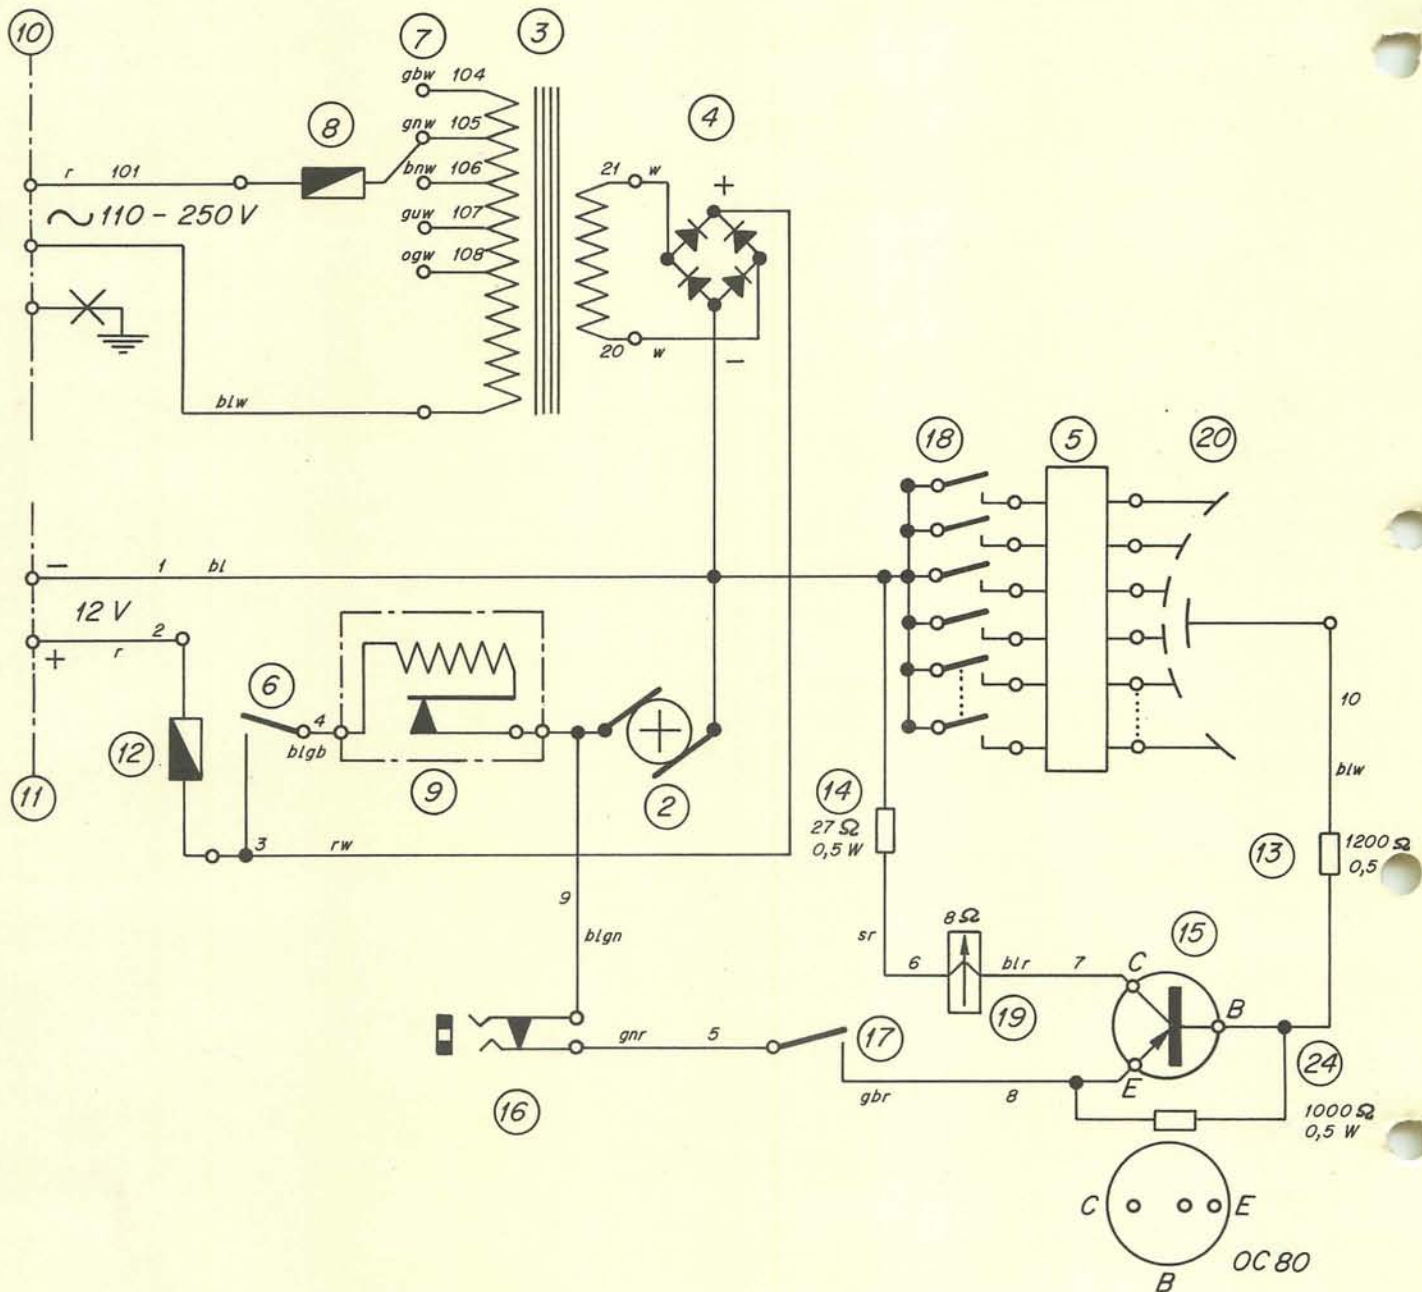 10
7
3
gbw 104
8
gnw 105
4
r 101
bnw 106
21 w
+
~ 110 - 250 V
guw 107
ogw 108
20 w
−
blw
18
5
20
−
1 bl
12 V
2
+
r
6
4
blgb
10
12
9
2
blw
11
14
27 Ω
0,5 W
3
rw
13
1200 Ω
0,5
9
8 Ω
15
blgn
sr
6
blr
7
C
19
B
gnr 5
17
E
24
gbr
8
16
1000 Ω
0,5 W
C
E
OC 80
B